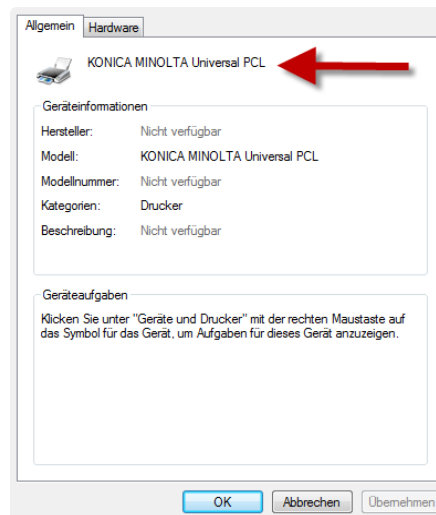 Allgemein Hardware
KONICA MINOLTA Universal PCL
Geräteinformationen
Hersteller: Nicht verfügbar
Modell: KONICA MINOLTA Universal PCL
Modellnummer: Nicht verfügbar
Kategorien: Drucker
Beschreibung: Nicht verfügbar
Geräteaufgaben
Klicken Sie unter "Geräte und Drucker" mit der rechten Maustaste auf
das Symbol für das Gerät, um Aufgaben für dieses Gerät anzuzeigen.
OK Abbrechen Übernehmen